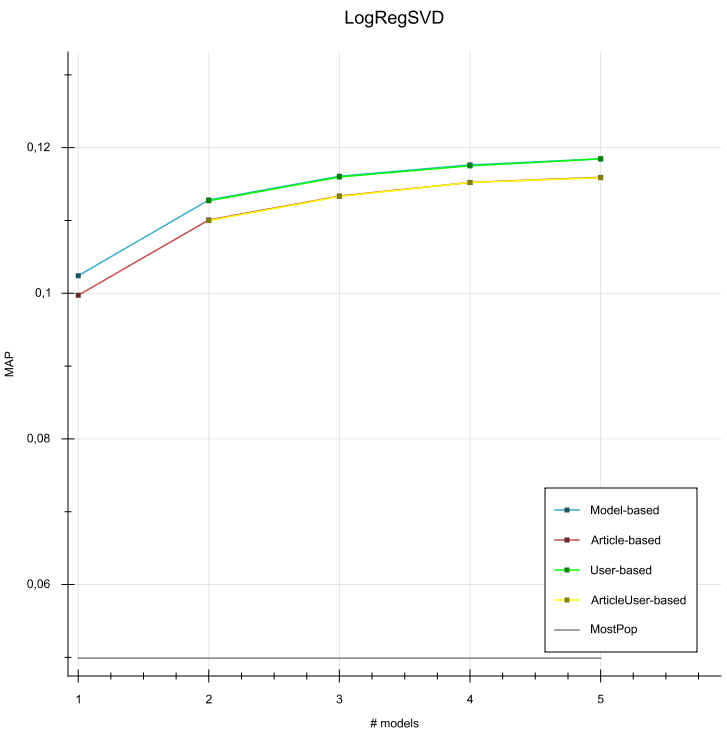 LogRegSVD
0,12
0,1
0,08
0,06
MAP
1 2 3 4 5
# models
Model-based
Article-based
User-based
ArticleUser-based
MostPop